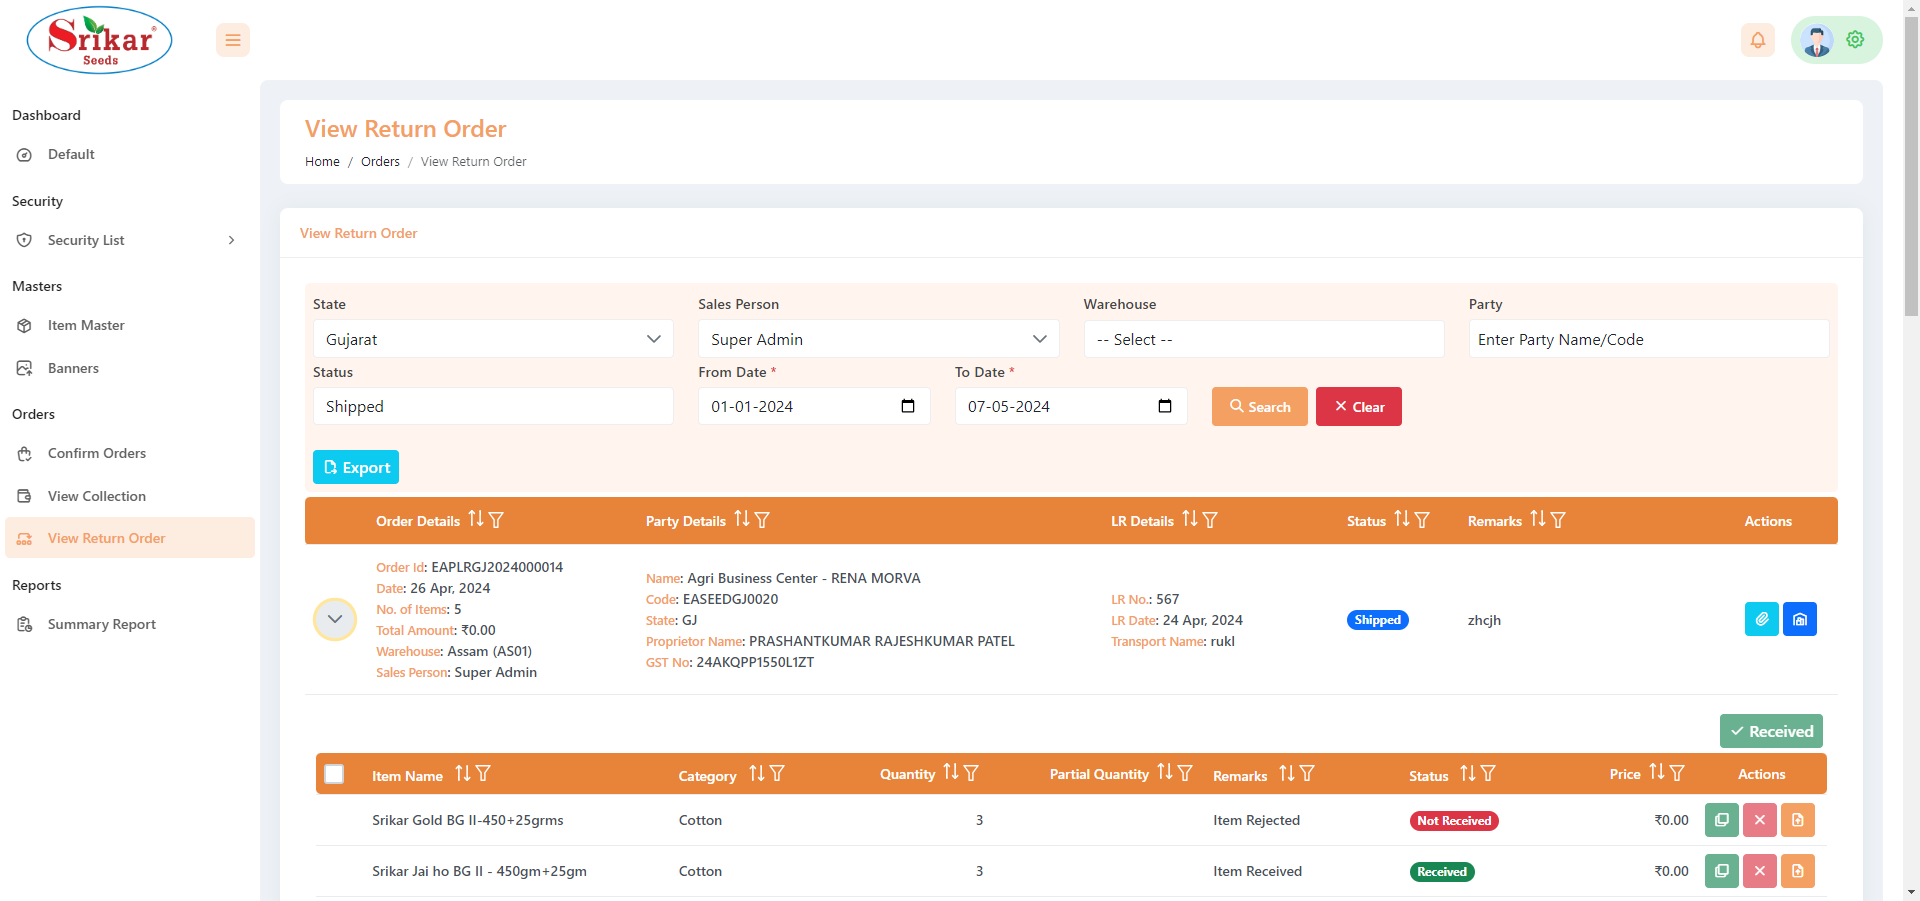 Srikar®
Seeds
Dashboard
Default
Security
Security List
Masters
Item Master
Banners
Orders
Confirm Orders
View Collection
View Return Order
Reports
Summary Report
View Return Order
Home / Orders / View Return Order
View Return Order
State
Gujarat
Sales Person
Super Admin
Warehouse
-- Select --
Party
Enter Party Name/Code
Status
Shipped
From Date *
01-01-2024
To Date *
07-05-2024
Search
Clear
Export
Order Details Party Details LR Details Status Remarks Actions
Order Id: EAPLRGJ2024000014
Date: 26 Apr, 2024
No. of Items: 5
Total Amount: ₹0.00
Warehouse: Assam (AS01)
Sales Person: Super Admin
Name: Agri Business Center - RENA MORVA
Code: EASEEDGJ0020
State: GJ
Proprietor Name: PRASHANTKUMAR RAJESHKUMAR PATEL
GST No: 24AKQPP1550L1ZT
LR No.: 567
LR Date: 24 Apr, 2024
Transport Name: rukl
Shipped
zhcjh
Received
Item Name Category Quantity Partial Quantity Remarks Status Price Actions
Srikar Gold BG II-450+25grms Cotton 3 Item Rejected Not Received ₹0.00
Srikar Jai ho BG II - 450gm+25gm Cotton 3 Item Received Received ₹0.00